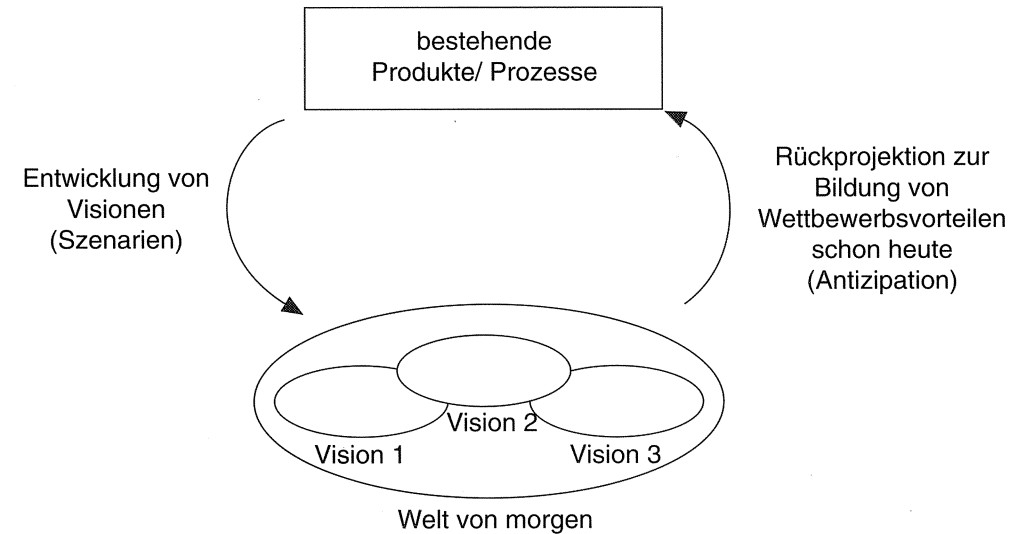 bestehende
Produkte/ Prozesse
Entwicklung von
Visionen
(Szenarien)
Rückprojektion zur
Bildung von
Wettbewerbsvorteilen
schon heute
(Antizipation)
Vision 2
Vision 1
Vision 3
Welt von morgen